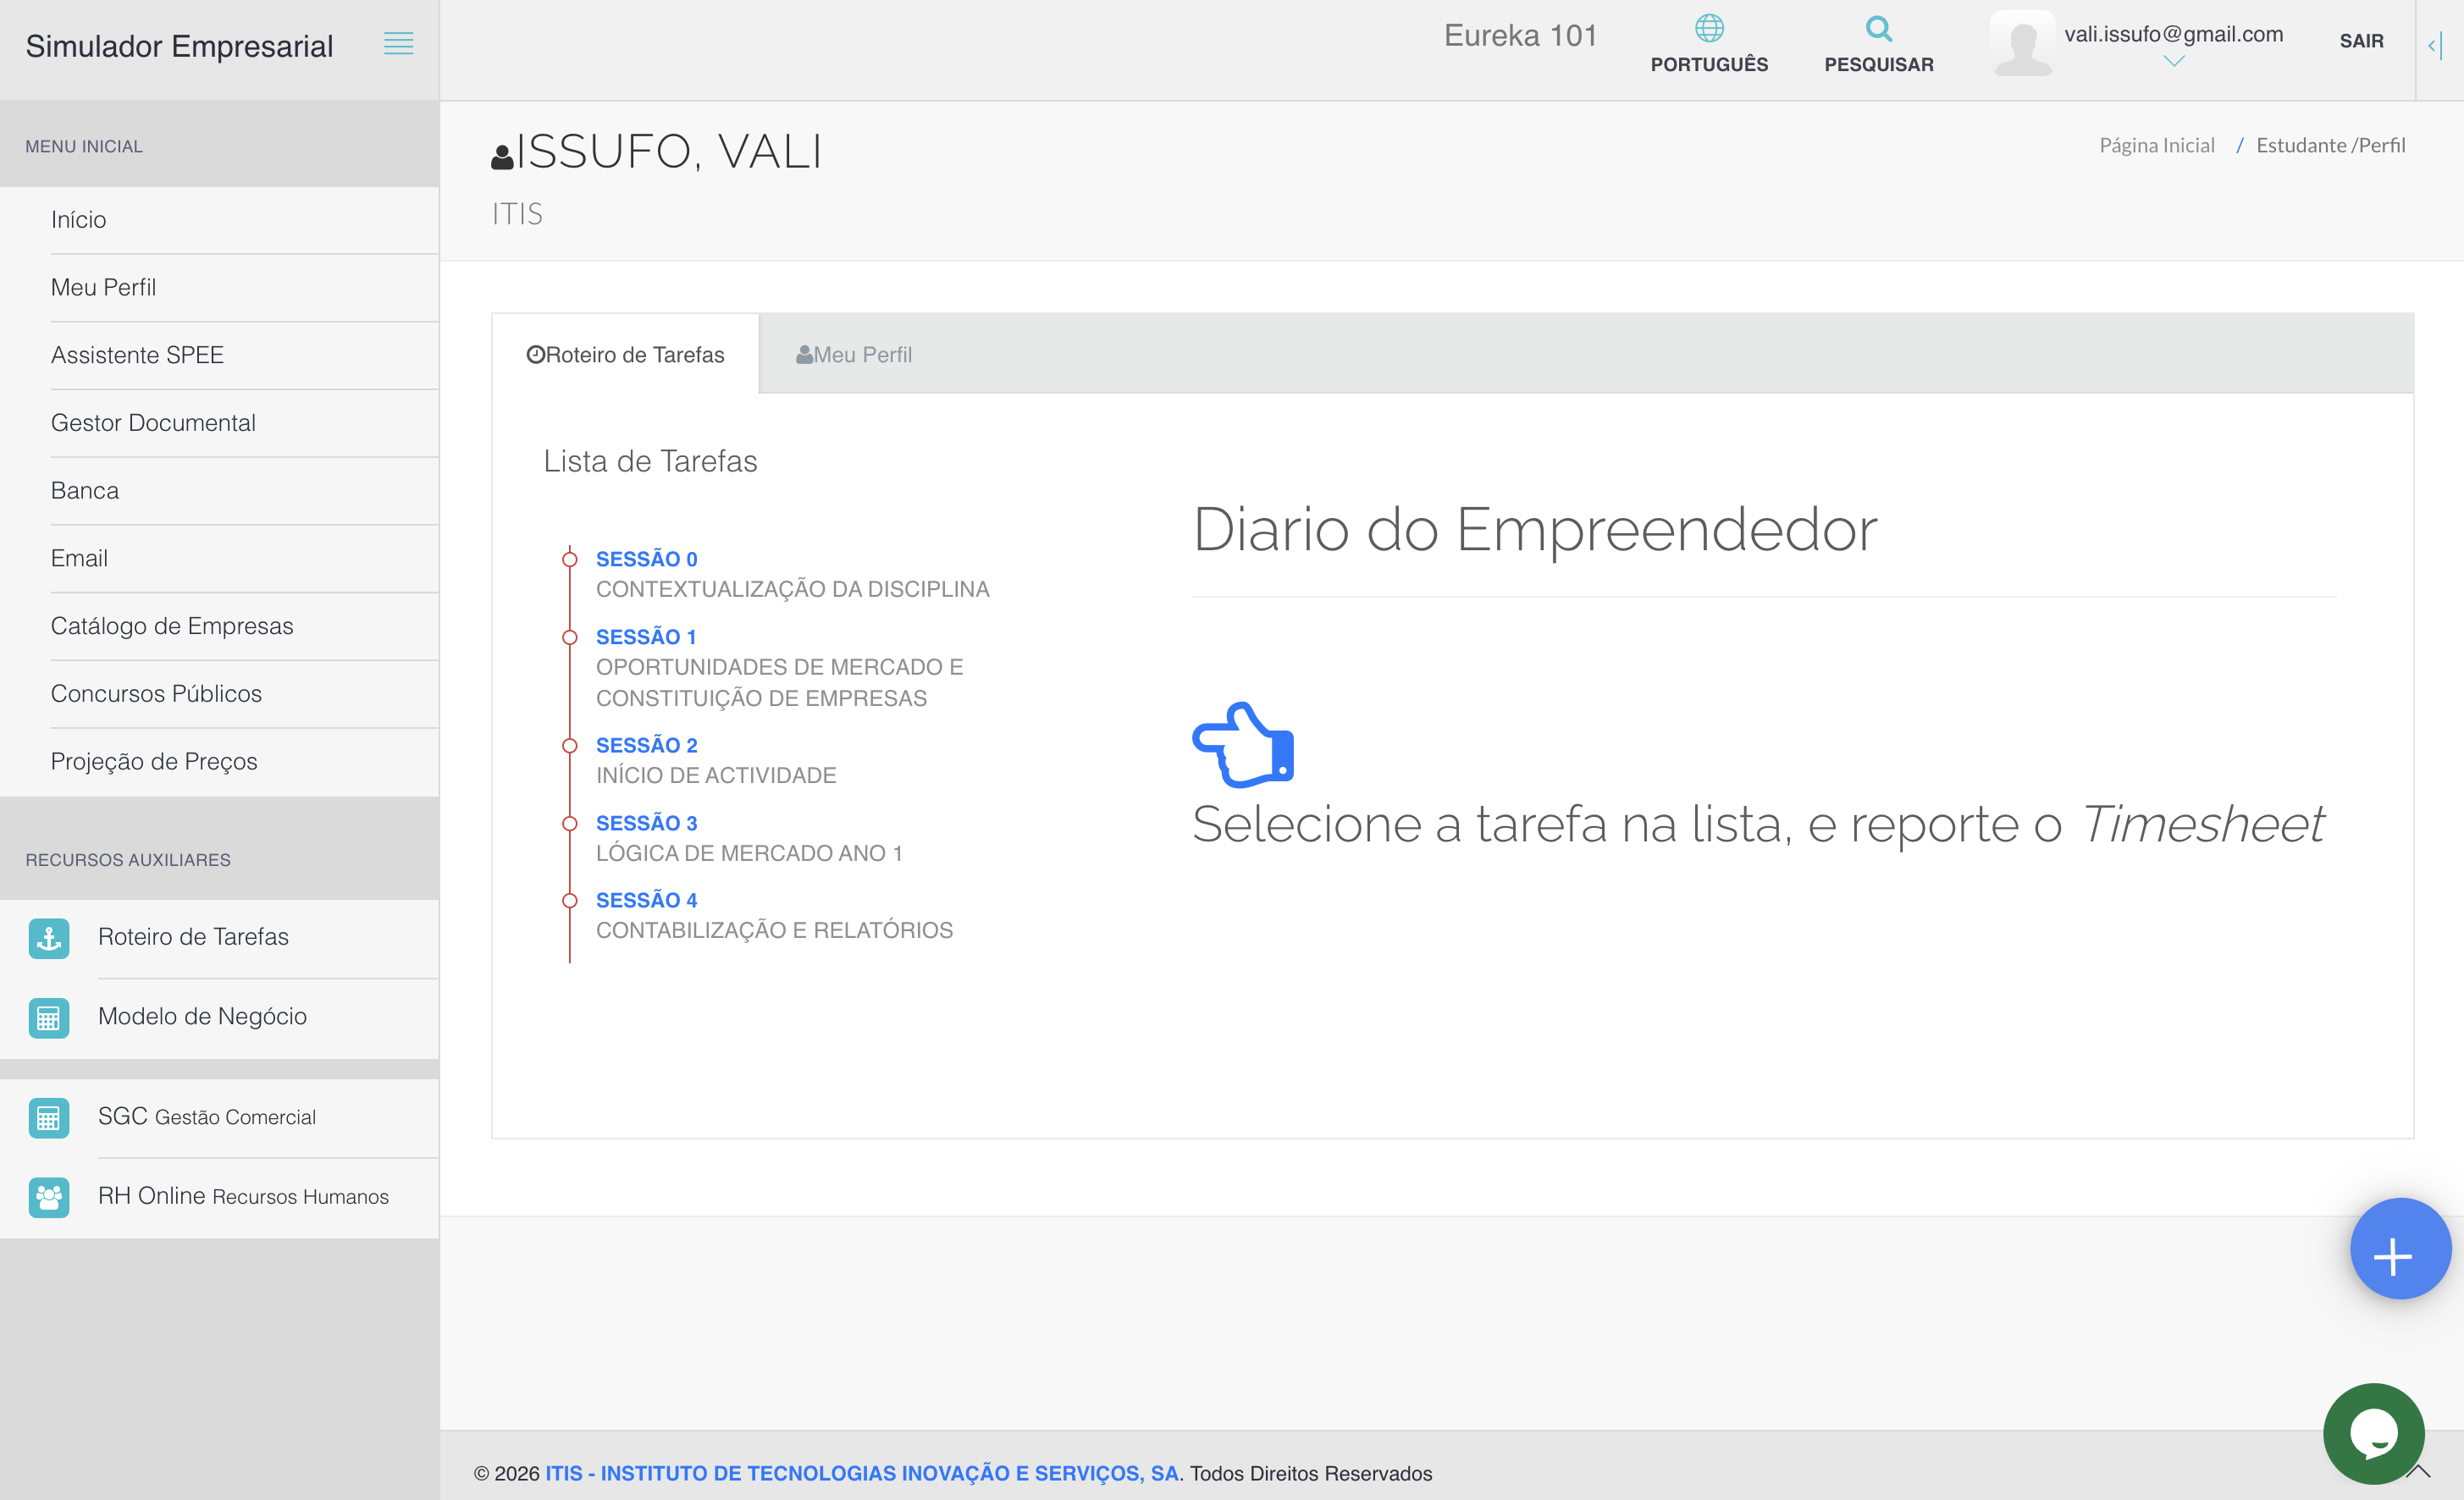 Simulador Empresarial
Eureka 101
PORTUGUÊS
PESQUISAR
vali.issufo@gmail.com
SAIR
MENU INICIAL
Início
Meu Perfil
Assistente SPEE
Gestor Documental
Banca
Email
Catálogo de Empresas
Concursos Públicos
Projeção de Preços
RECURSOS AUXILIARES
Roteiro de Tarefas
Modelo de Negócio
SGC Gestão Comercial
RH Online Recursos Humanos
ISSUFO, VALI
ITIS
Página Inicial / Estudante /Perfil
Roteiro de Tarefas
Meu Perfil
Lista de Tarefas
SESSÃO 0
CONTEXTUALIZAÇÃO DA DISCIPLINA
SESSÃO 1
OPORTUNIDADES DE MERCADO E
CONSTITUIÇÃO DE EMPRESAS
SESSÃO 2
INÍCIO DE ACTIVIDADE
SESSÃO 3
LÓGICA DE MERCADO ANO 1
SESSÃO 4
CONTABILIZAÇÃO E RELATÓRIOS
Diario do Empreendedor
Selecione a tarefa na lista, e reporte o Timesheet
© 2026 ITIS - INSTITUTO DE TECNOLOGIAS INOVAÇÃO E SERVIÇOS, SA. Todos Direitos Reservados